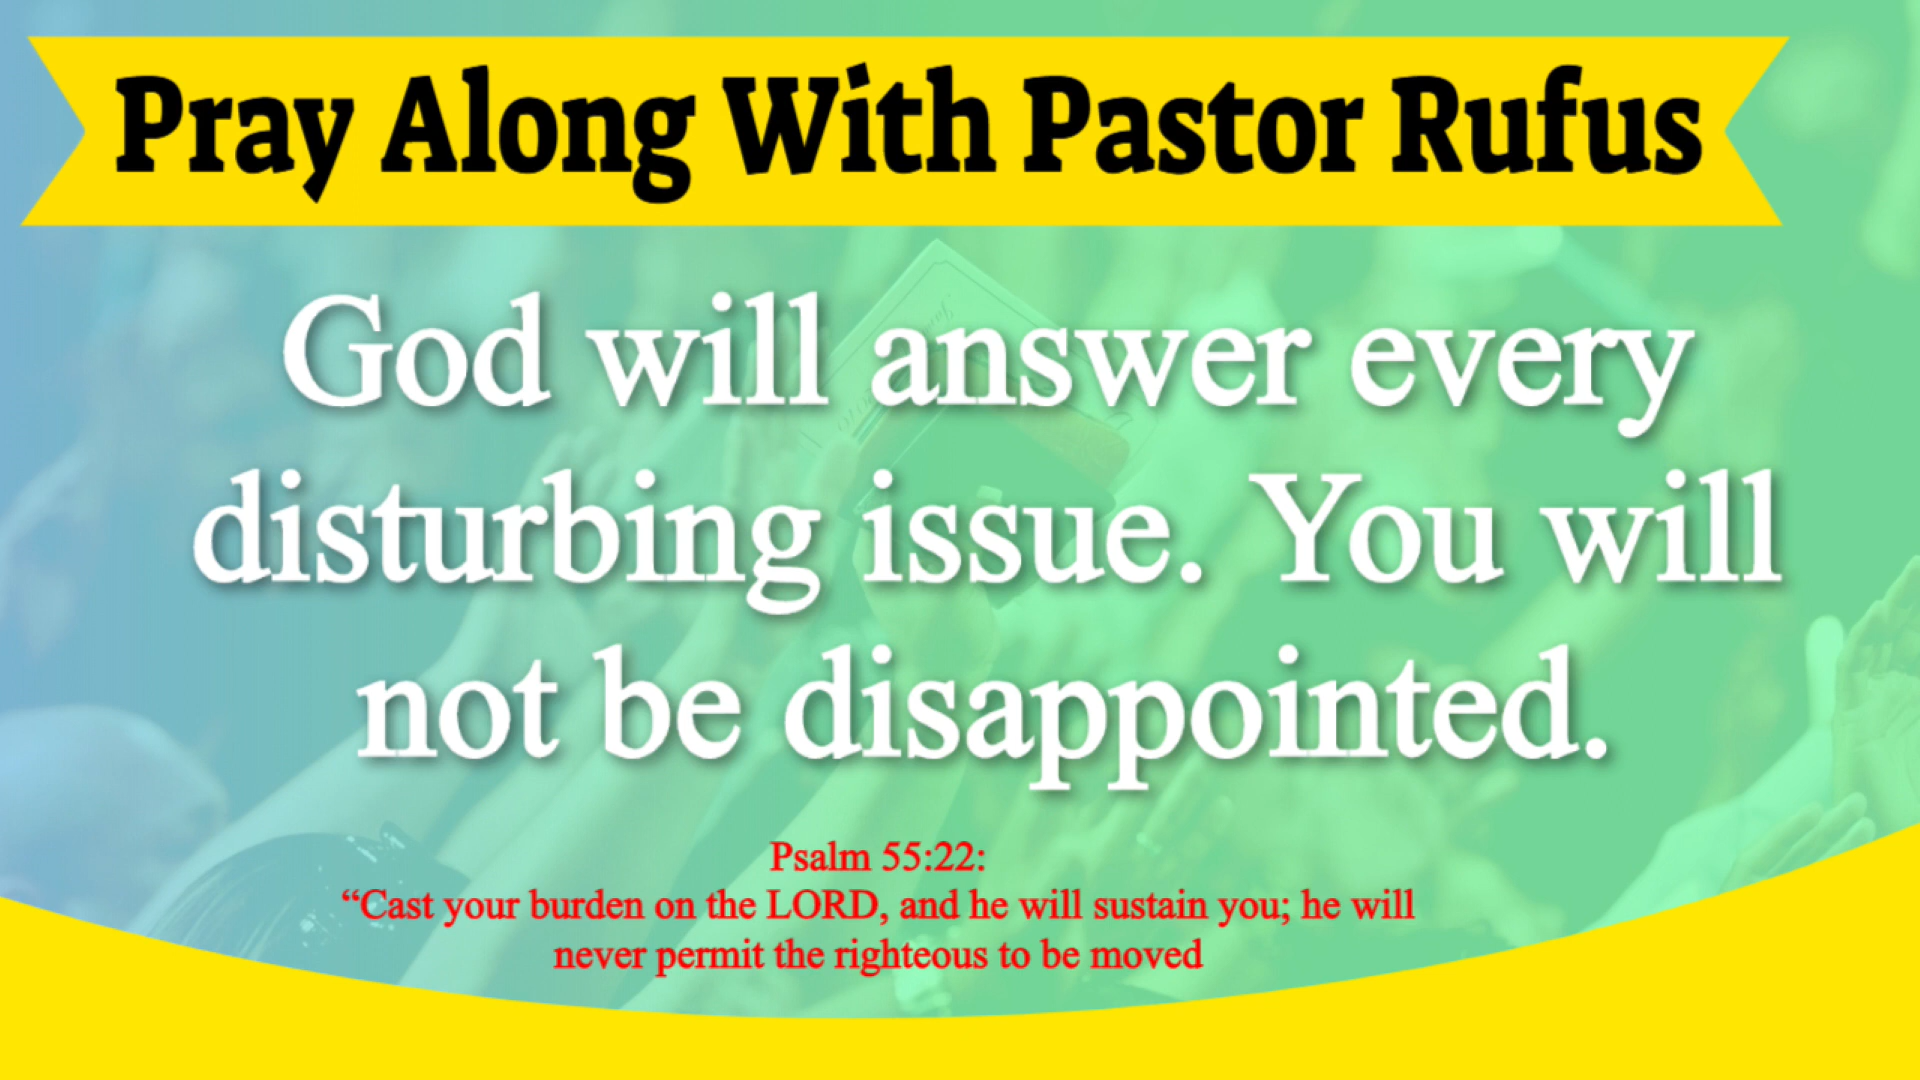 Pray Along With Pastor Rufus
God will answer every
disturbing issue. You will
not be disappointed.
Psalm 55:22:
“Cast your burden on the LORD, and he will sustain you; he will
never permit the righteous to be moved